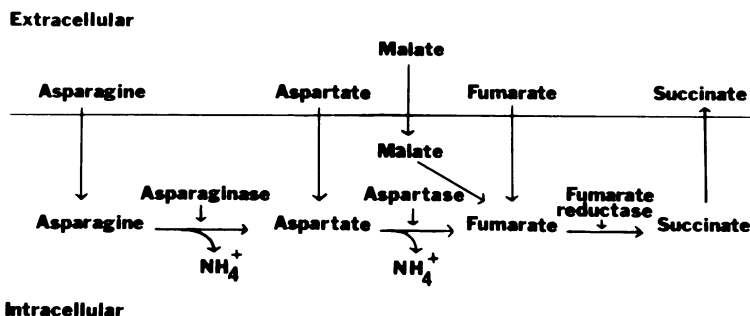 Extracellular
Malate
Asparagine Aspartate Fumarate Succinate
Malate
Asparaginase Aspartase Fumarate
reductase
Asparagine Aspartate Fumarate Succinate
NH4+ NH4+
Intracellular